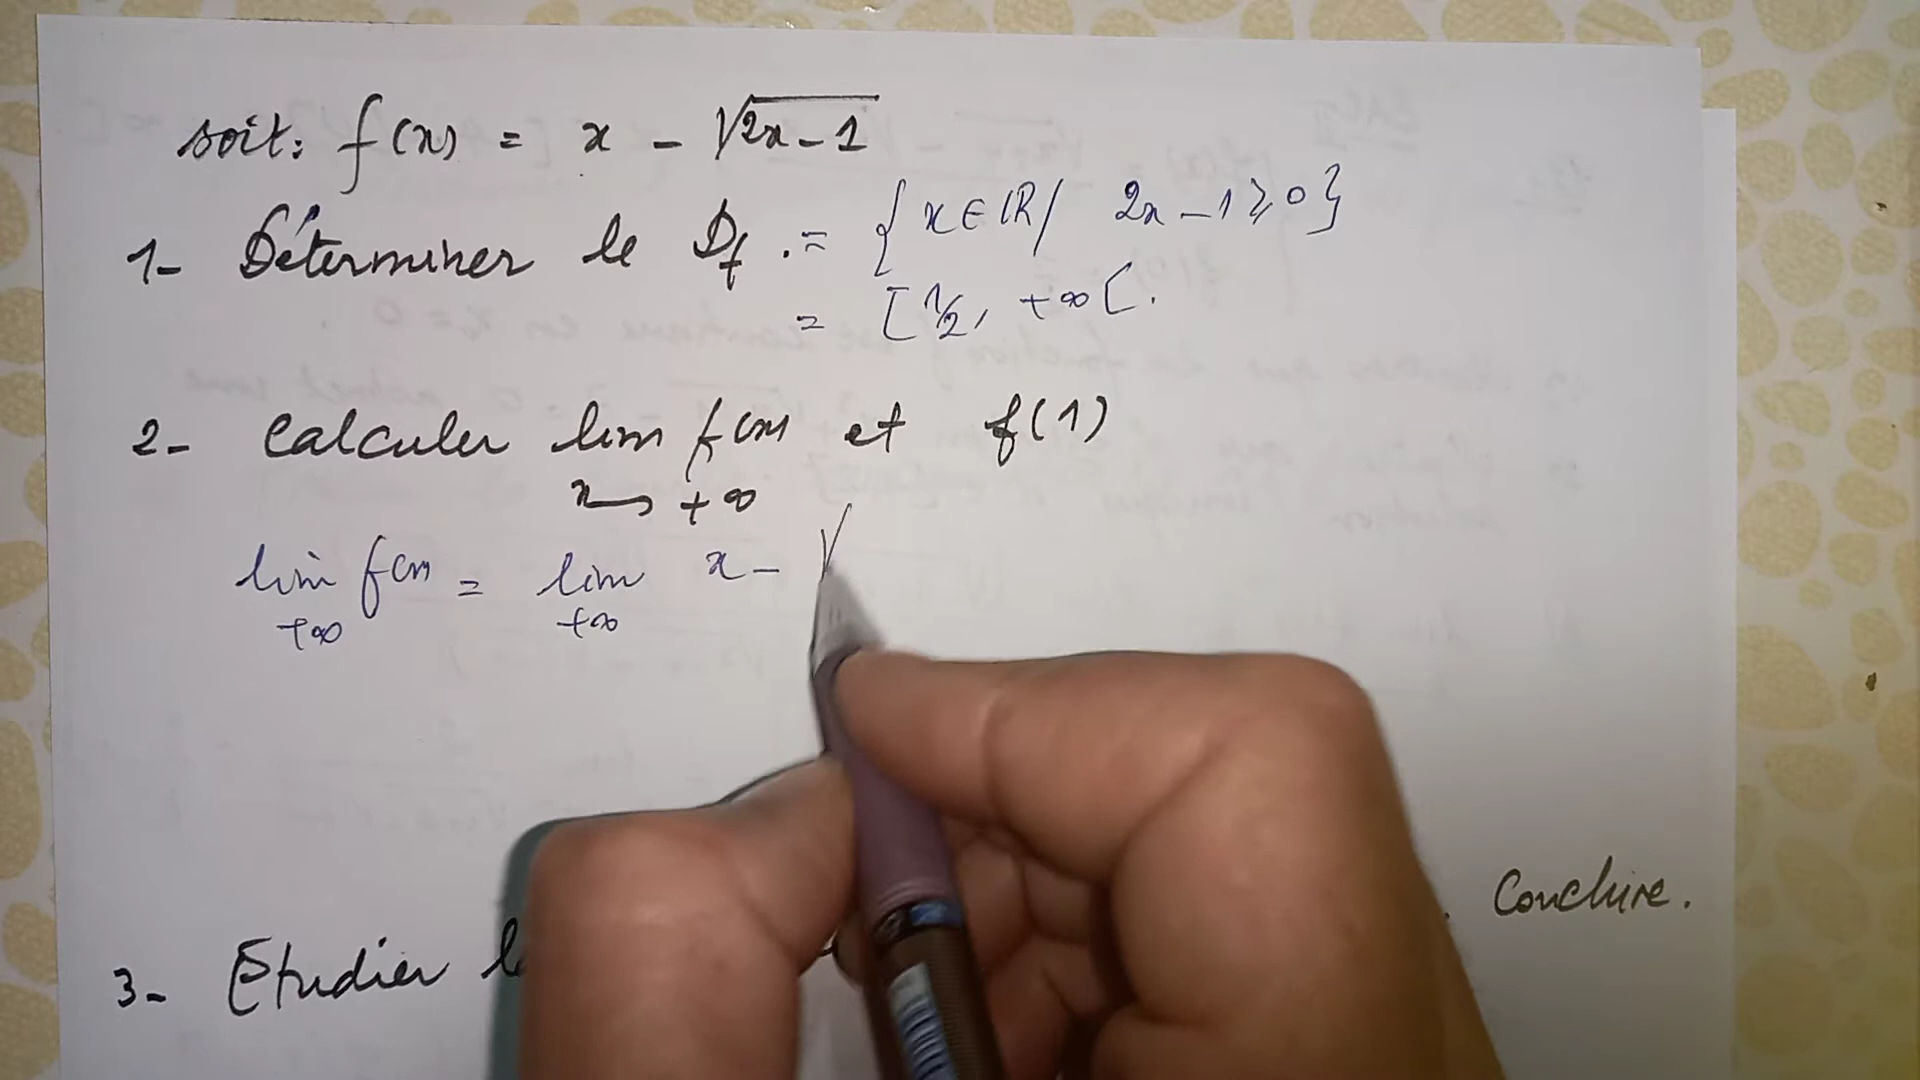 soit: f(x) = x - √2x-1
1- Déterminer le Df. = {x∈ℝ/ 2x-1⩾0}
= [1/2, +∞[.
2- Calculer lim f(x) et f(1)
x→+∞
lim f(x) = lim x - √
+∞ +∞
. Conclure.
3- Etudier